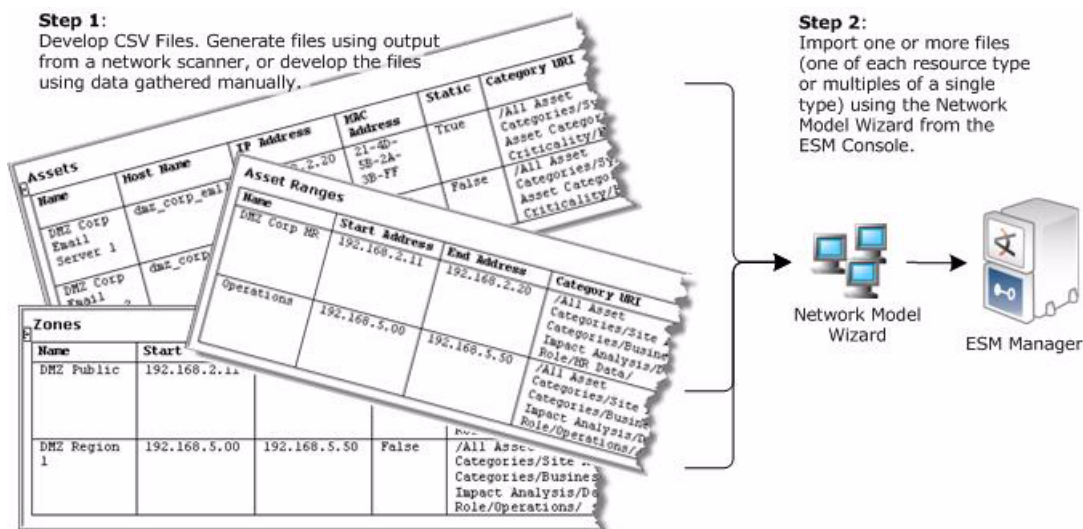 Step 1:
Develop CSV Files. Generate files using output
from a network scanner, or develop the files
using data gathered manually.
Step 2:
Import one or more files
(one of each resource type
or multiples of a single
type) using the Network
Model Wizard from the
ESM Console.
Assets
Name Host Name IP Address MAC Address Static Category URI
DMZ Corp
Email
Server 1
21-4D-
5B-2A-
3B-FF
True
/All Asset
Asset
Criticality/
DMZ Corp
Email
False
/All Asset
Asset
Criticality/
Asset Ranges
Name Start Address End Address Category URI
DMZ Corp HR 192.168.2.11 192.168.2.20
/All Asset
Categories/Site
Impact Analysis/
Role/HR Data/
Operations 192.168.5.00 192.168.5.50
/All Asset
Categories/Site
Impact Analysis/
Role/Operations/
Zones
Name Start
DMZ Public 192.168.2.11
DMZ Region
1
192.168.5.00 192.168.5.50 False
/All Asset
Categories/Site
Categories/Busines
Impact Analysis/
Role/Operations/
Network Model
Wizard
ESM Manager